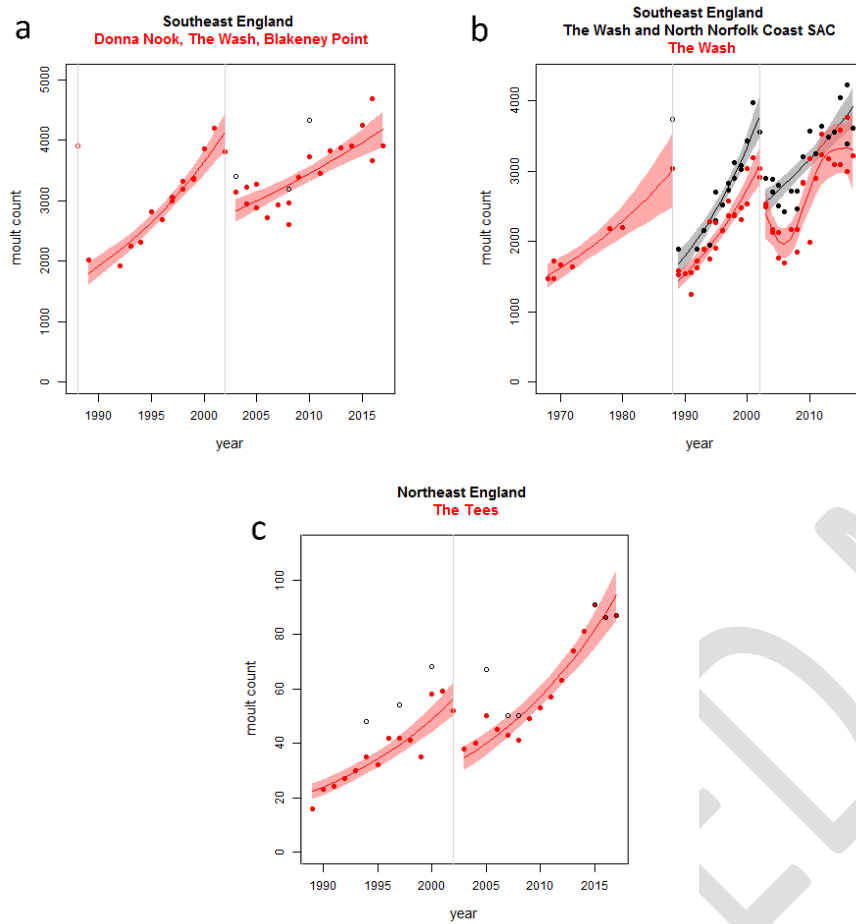 a
Southeast England
Donna Nook, The Wash, Blakeney Point
moult count
5000
4000
3000
2000
1000
0
1990 1995 2000 2005 2010 2015
year
b
Southeast England
The Wash and North Norfolk Coast SAC
The Wash
moult count
4000
3000
2000
1000
0
1970 1980 1990 2000 2010
year
c
Northeast England
The Tees
moult count
100
80
60
40
20
0
1990 1995 2000 2005 2010 2015
year